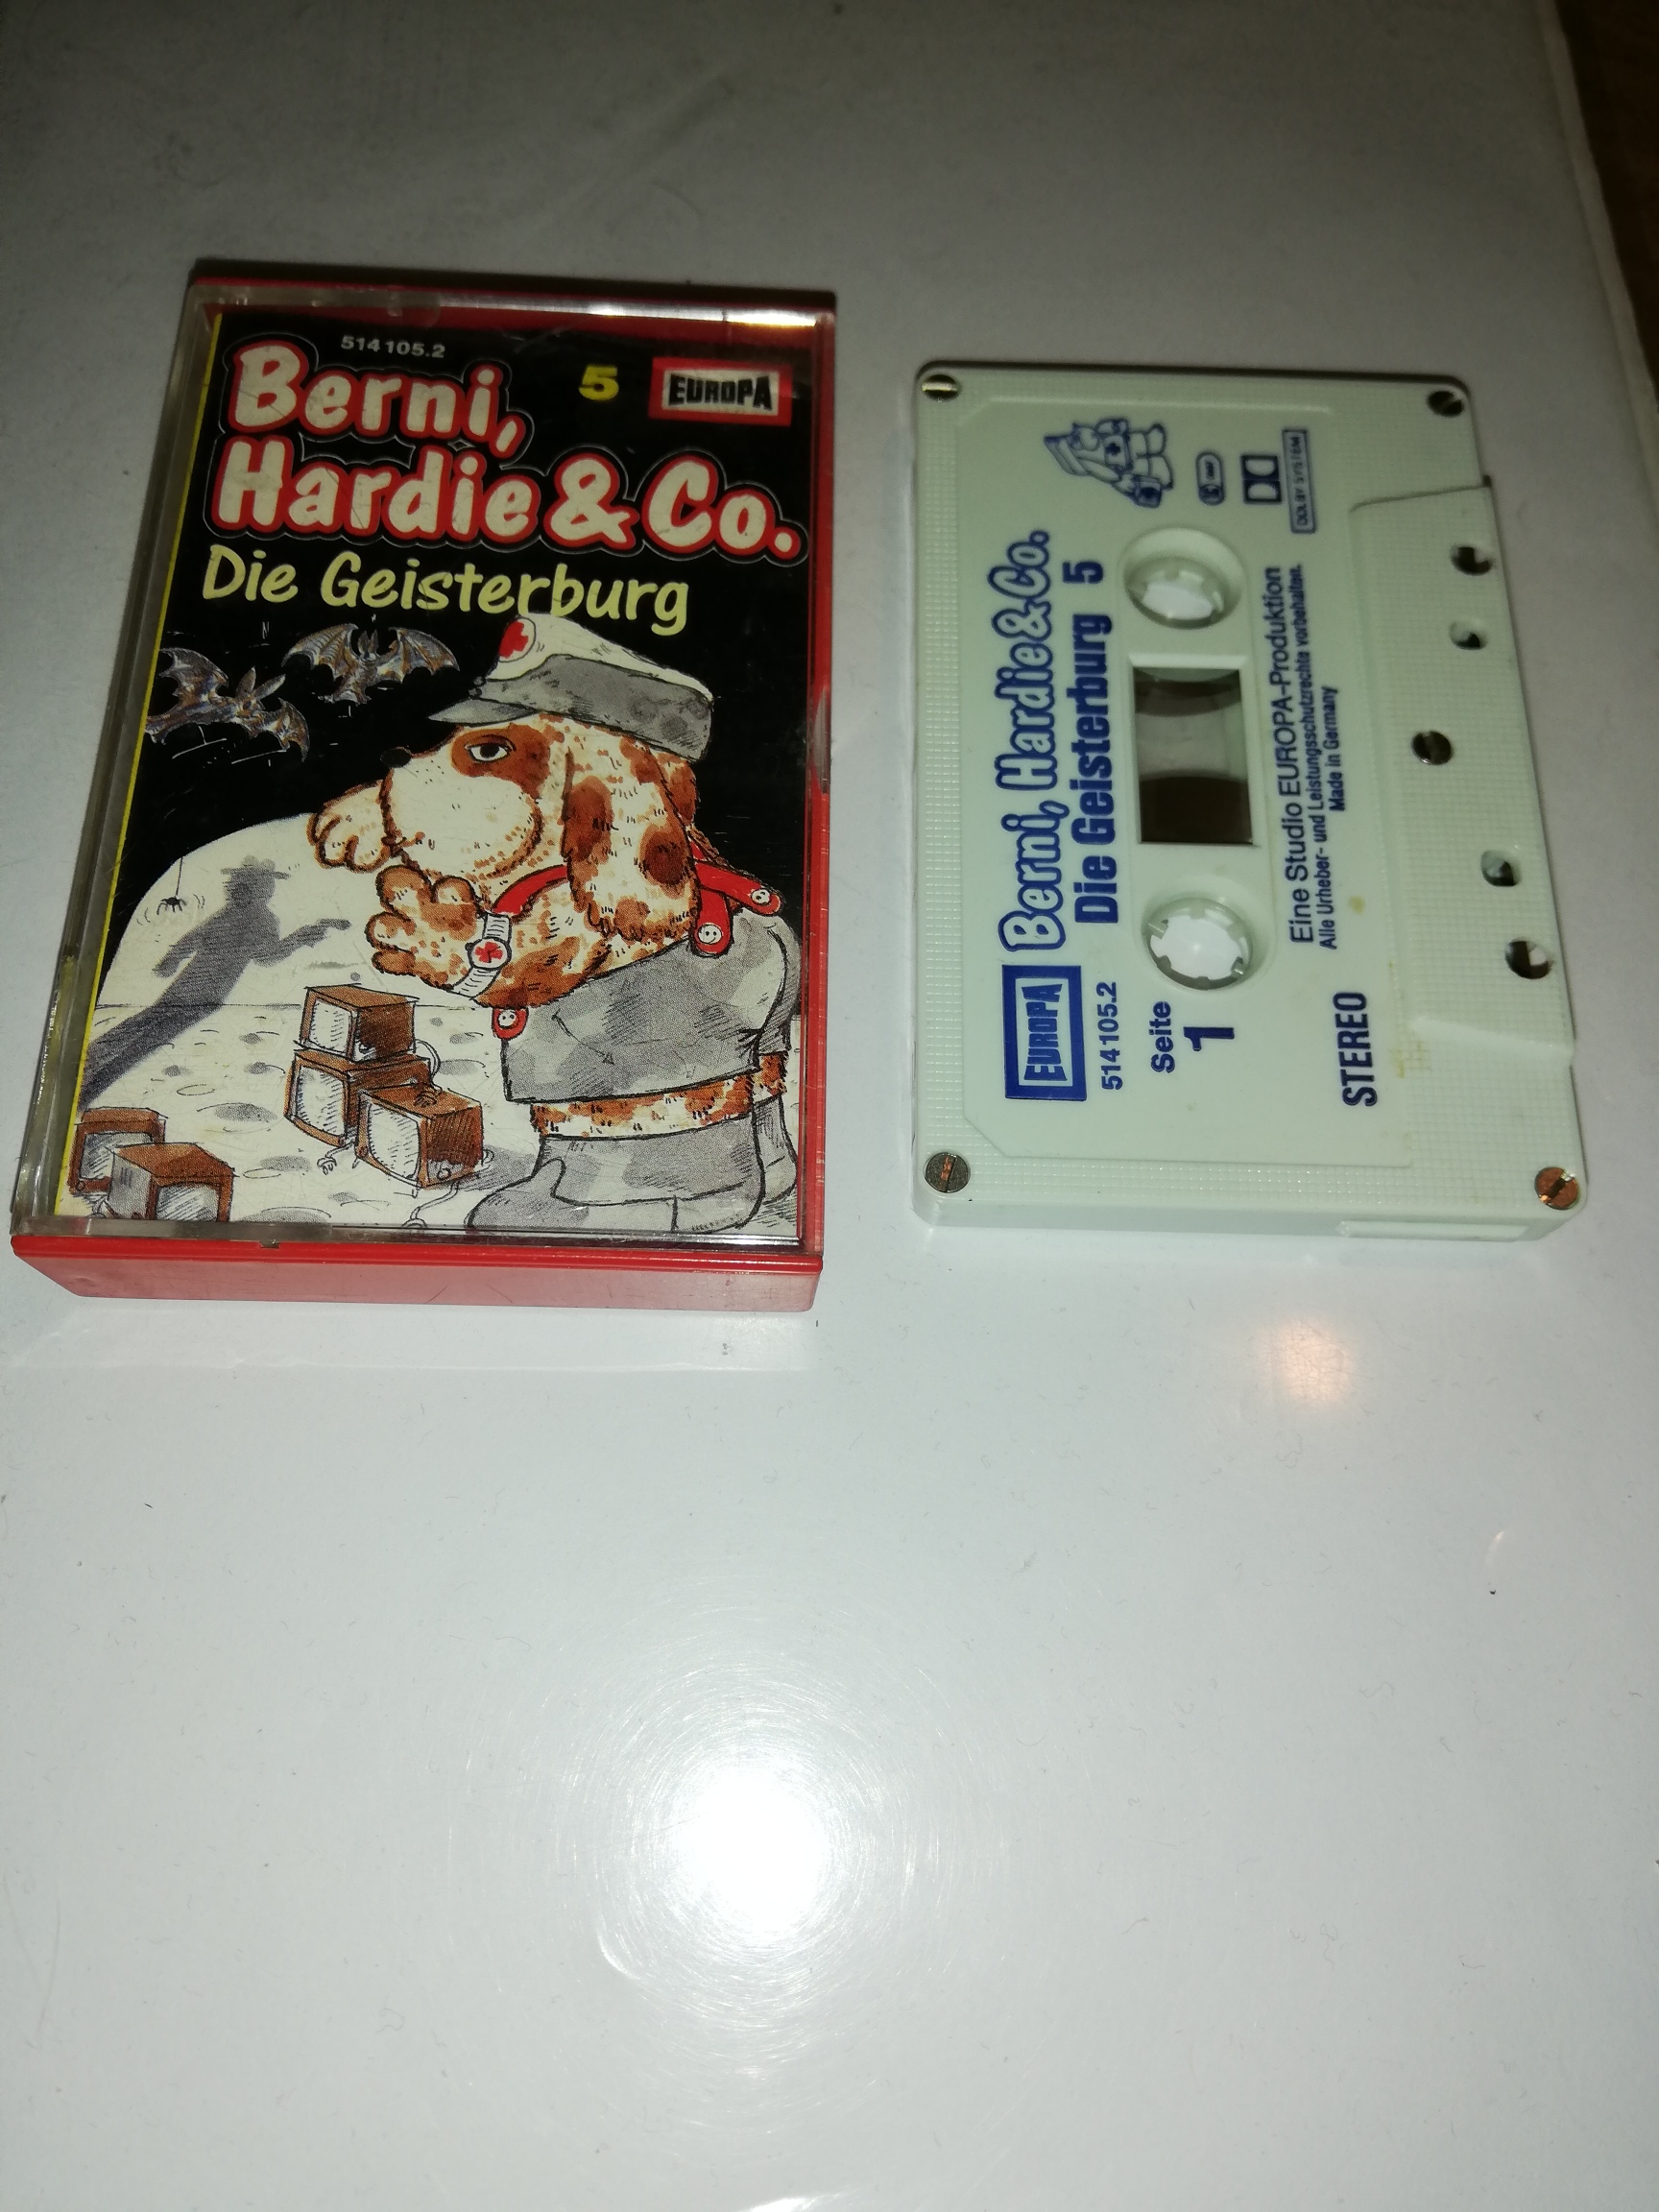 514 105.2
5
EUROPA
Berni,
Hardie & Co.
Die Geisterburg
EUROPA
Berni, Hardie & Co.
514 105.2
Die Geisterburg 5
Seite
1
DOLBY SYSTEM
Eine Studio EUROPA-Produktion
Alle Urheber- und Leistungsschutzrechte vorbehalten.
Made in Germany
STEREO